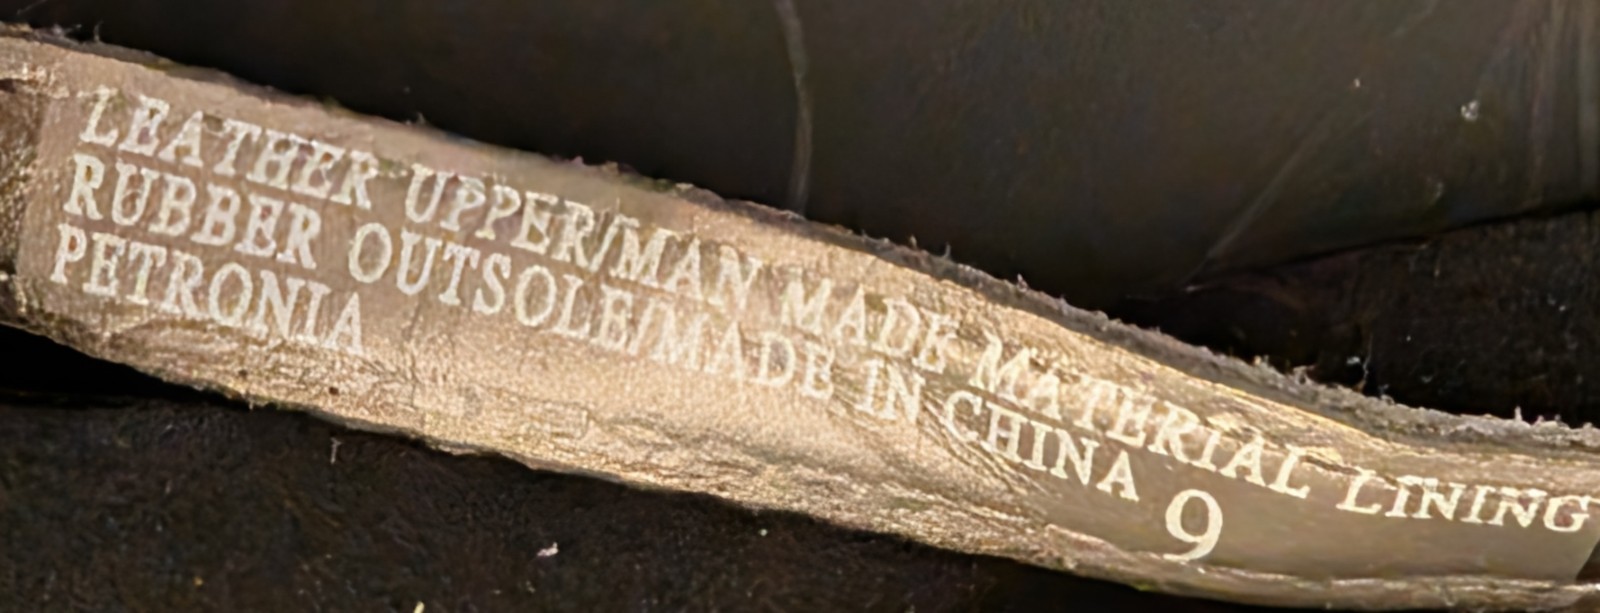 LEATHER UPPER/MAN MADE MATERIAL LINING
RUBBER OUTSOLE/MADE IN CHINA
PETRONIA
9